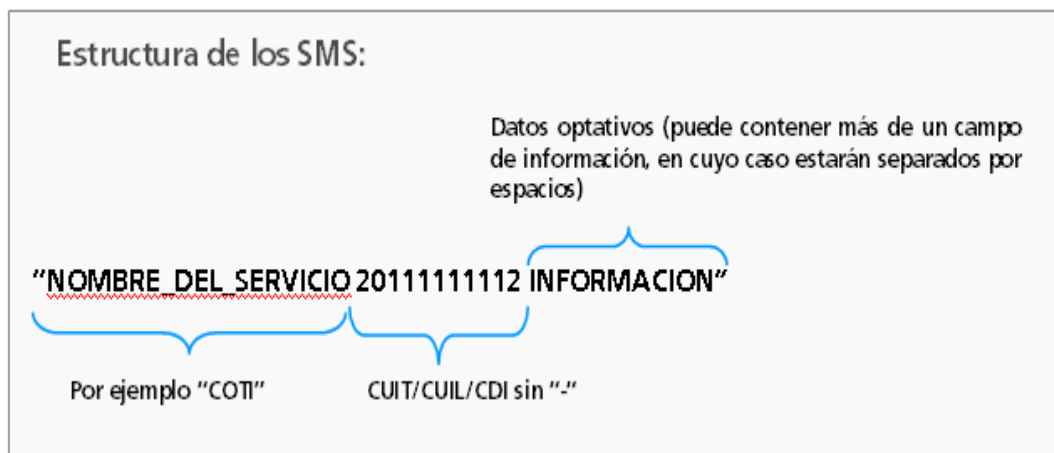 Estructura de los SMS:
Datos optativos (puede contener más de un campo
de información, en cuyo caso estarán separados por
espacios)
"NOMBRE_DEL_SERVICIO 20111111112 INFORMACION"
Por ejemplo "COTI"
CUIT/CUIL/CDI sin "-"